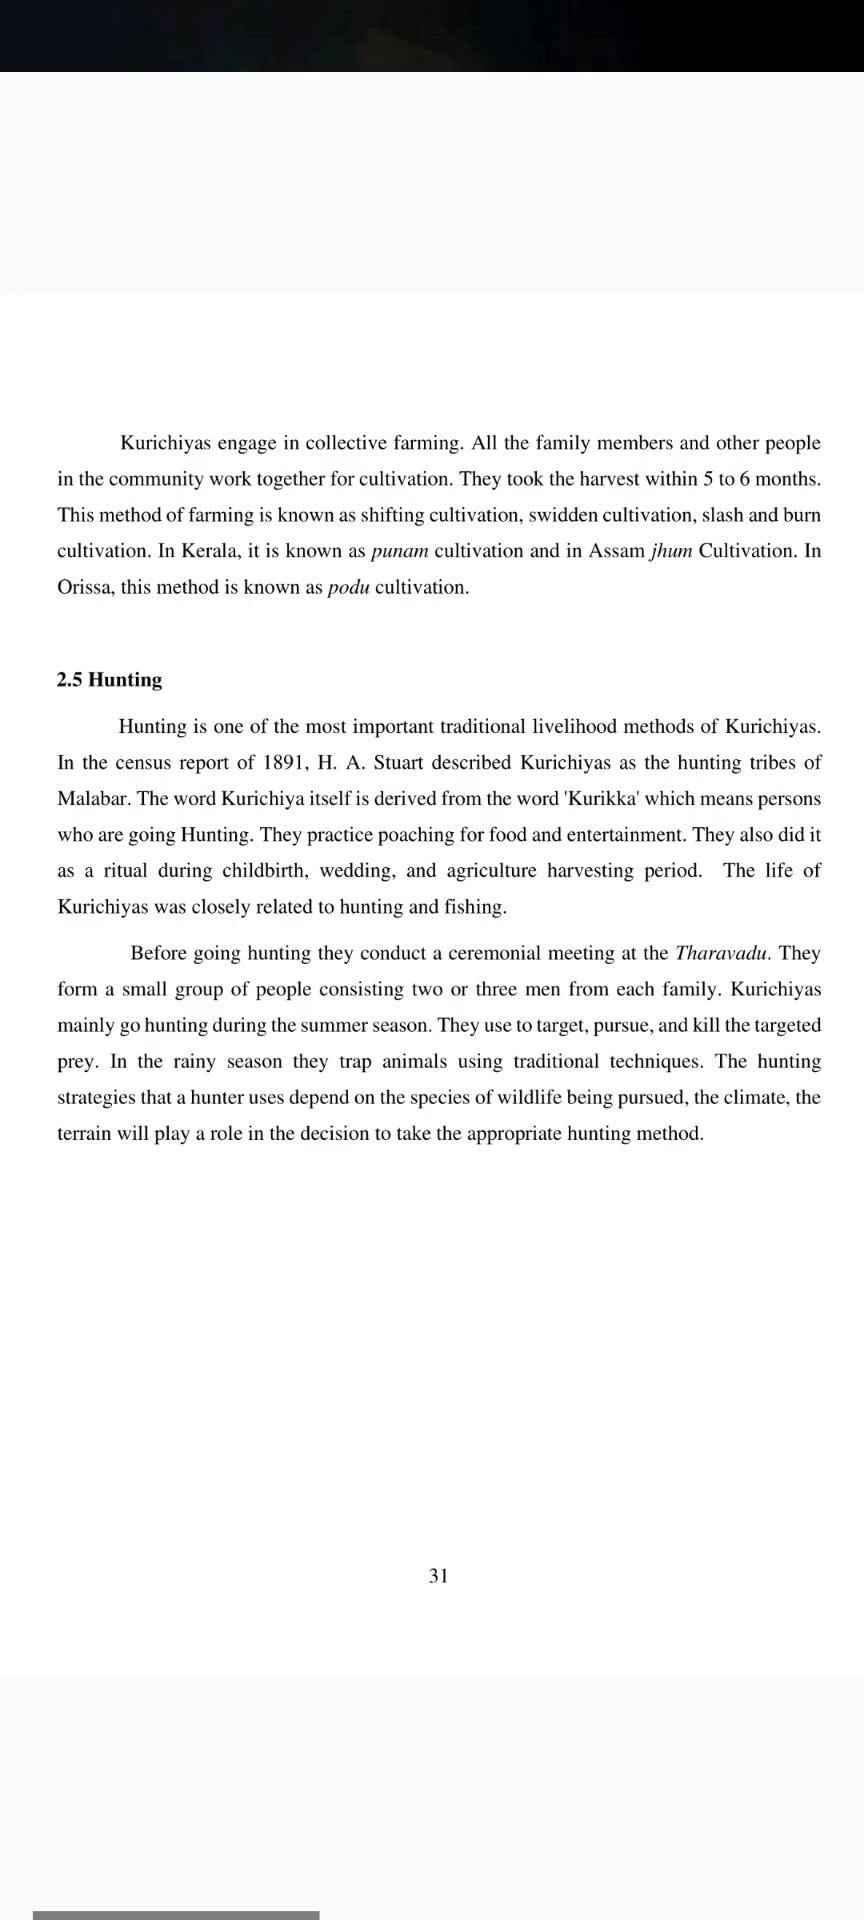 Kurichiyas engage in collective farming. All the family members and other people
in the community work together for cultivation. They took the harvest within 5 to 6 months.
This method of farming is known as shifting cultivation, swidden cultivation, slash and burn
cultivation. In Kerala, it is known as punam cultivation and in Assam jhum Cultivation. In
Orissa, this method is known as podu cultivation.
2.5 Hunting
Hunting is one of the most important traditional livelihood methods of Kurichiyas.
In the census report of 1891, H. A. Stuart described Kurichiyas as the hunting tribes of
Malabar. The word Kurichiya itself is derived from the word 'Kurikka' which means persons
who are going Hunting. They practice poaching for food and entertainment. They also did it
as a ritual during childbirth, wedding, and agriculture harvesting period. The life of
Kurichiyas was closely related to hunting and fishing.
Before going hunting they conduct a ceremonial meeting at the Tharavadu. They
form a small group of people consisting two or three men from each family. Kurichiyas
mainly go hunting during the summer season. They use to target, pursue, and kill the targeted
prey. In the rainy season they trap animals using traditional techniques. The hunting
strategies that a hunter uses depend on the species of wildlife being pursued, the climate, the
terrain will play a role in the decision to take the appropriate hunting method.
31